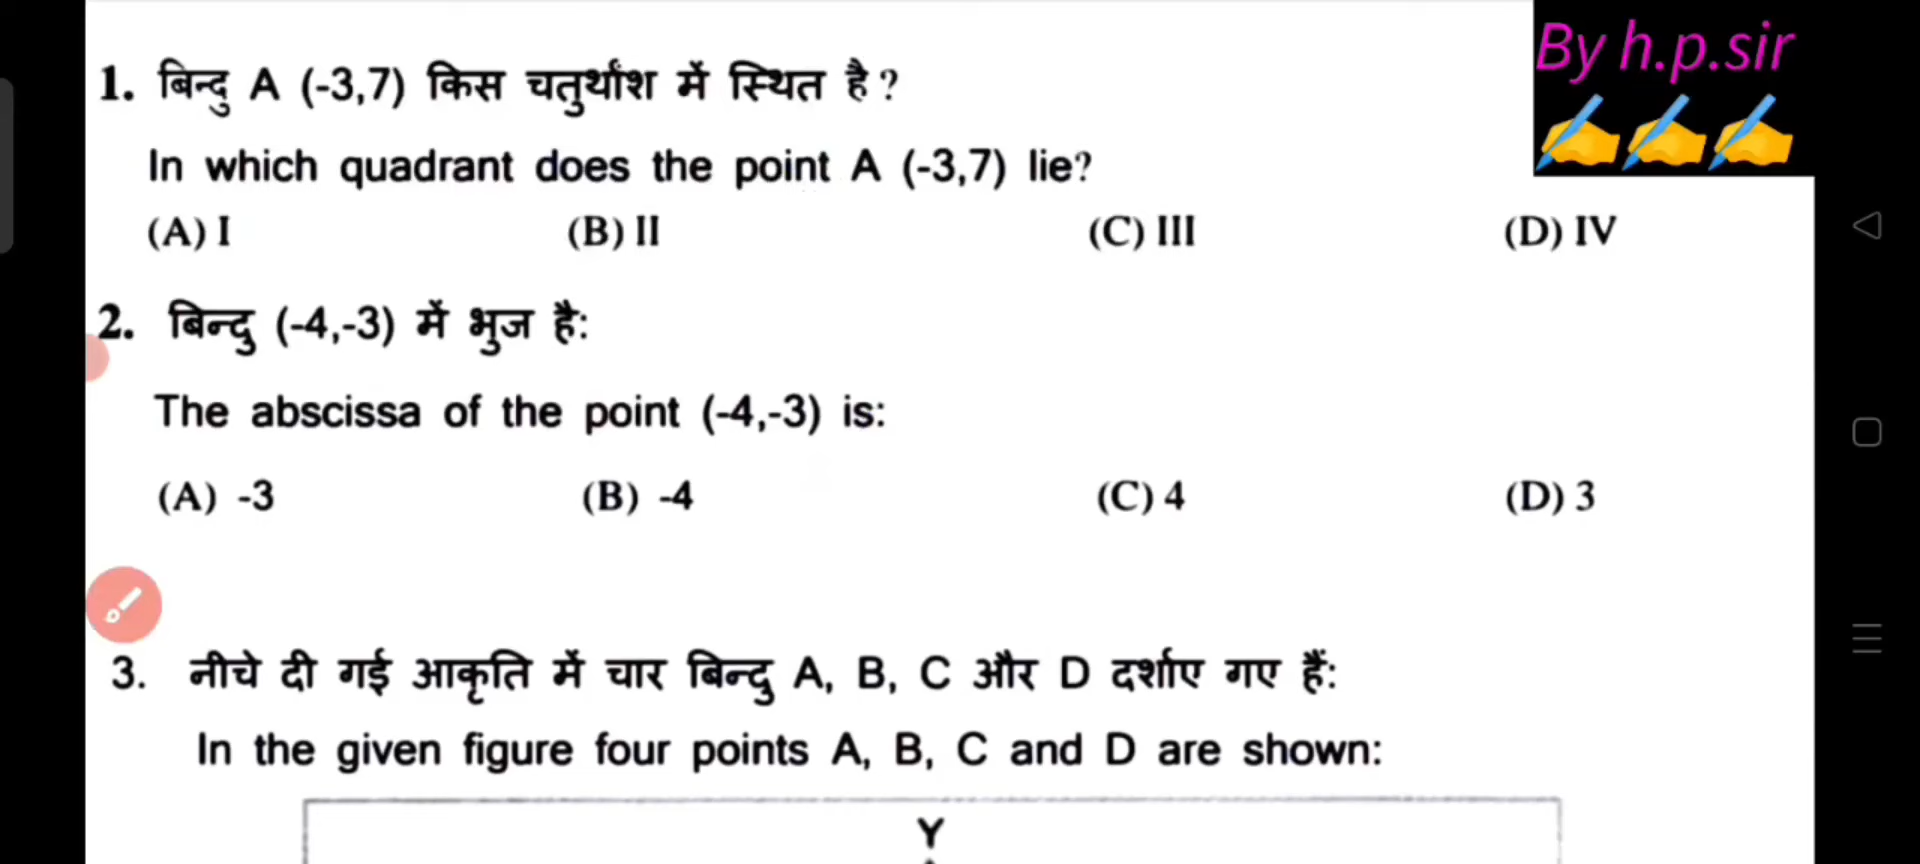 By h.p.sir
1. बिन्दु A (-3,7) किस चतुर्थांश में स्थित है?
In which quadrant does the point A (-3,7) lie?
(A) I (B) II (C) III (D) IV
2. बिन्दु (-4,-3) में भुज है:
The abscissa of the point (-4,-3) is:
(A) -3 (B) -4 (C) 4 (D) 3
3. नीचे दी गई आकृति में चार बिन्दु A, B, C और D दर्शाए गए हैं:
In the given figure four points A, B, C and D are shown:
Y